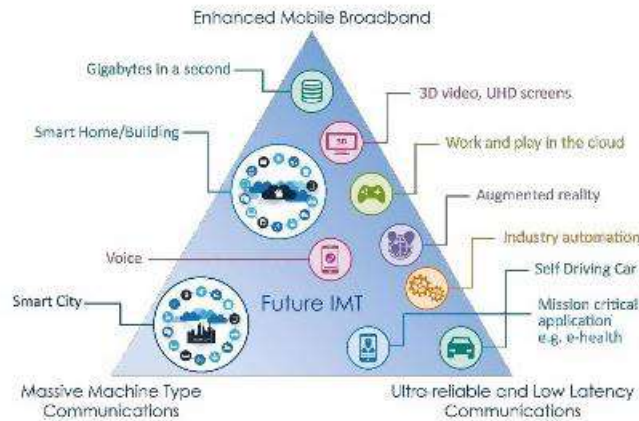 Enhanced Mobile Broadband
Gigabytes in a second
3D video, UHD screens
3D
Smart Home/Building
Work and play in the cloud
Augmented reality
Voice
Industry automation
Self Driving Car
Smart City
Future IMT
Mission critical
application
e.g. e-health
Massive Machine Type
Communications
Ultra-reliable and Low Latency
Communications